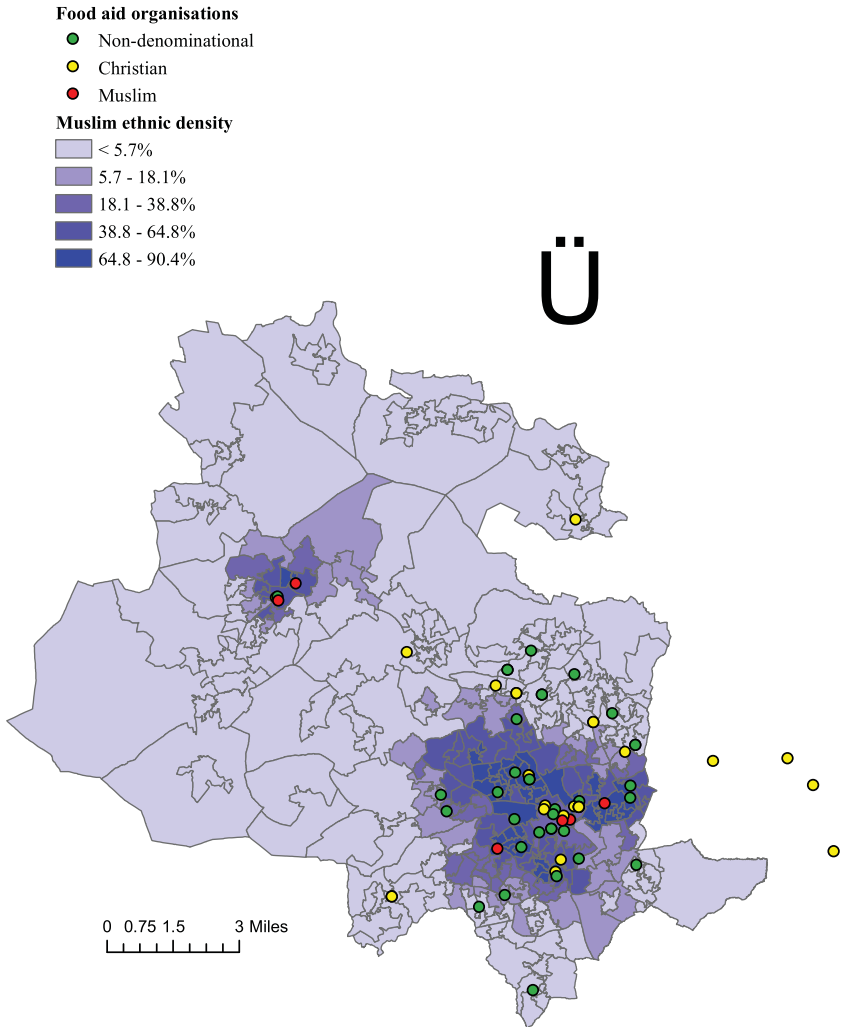 Food aid organisations
Non-denominational
Christian
Muslim
Muslim ethnic density
< 5.7%
5.7 - 18.1%
18.1 - 38.8%
38.8 - 64.8%
64.8 - 90.4%
Ü
0 0.75 1.5 3 Miles